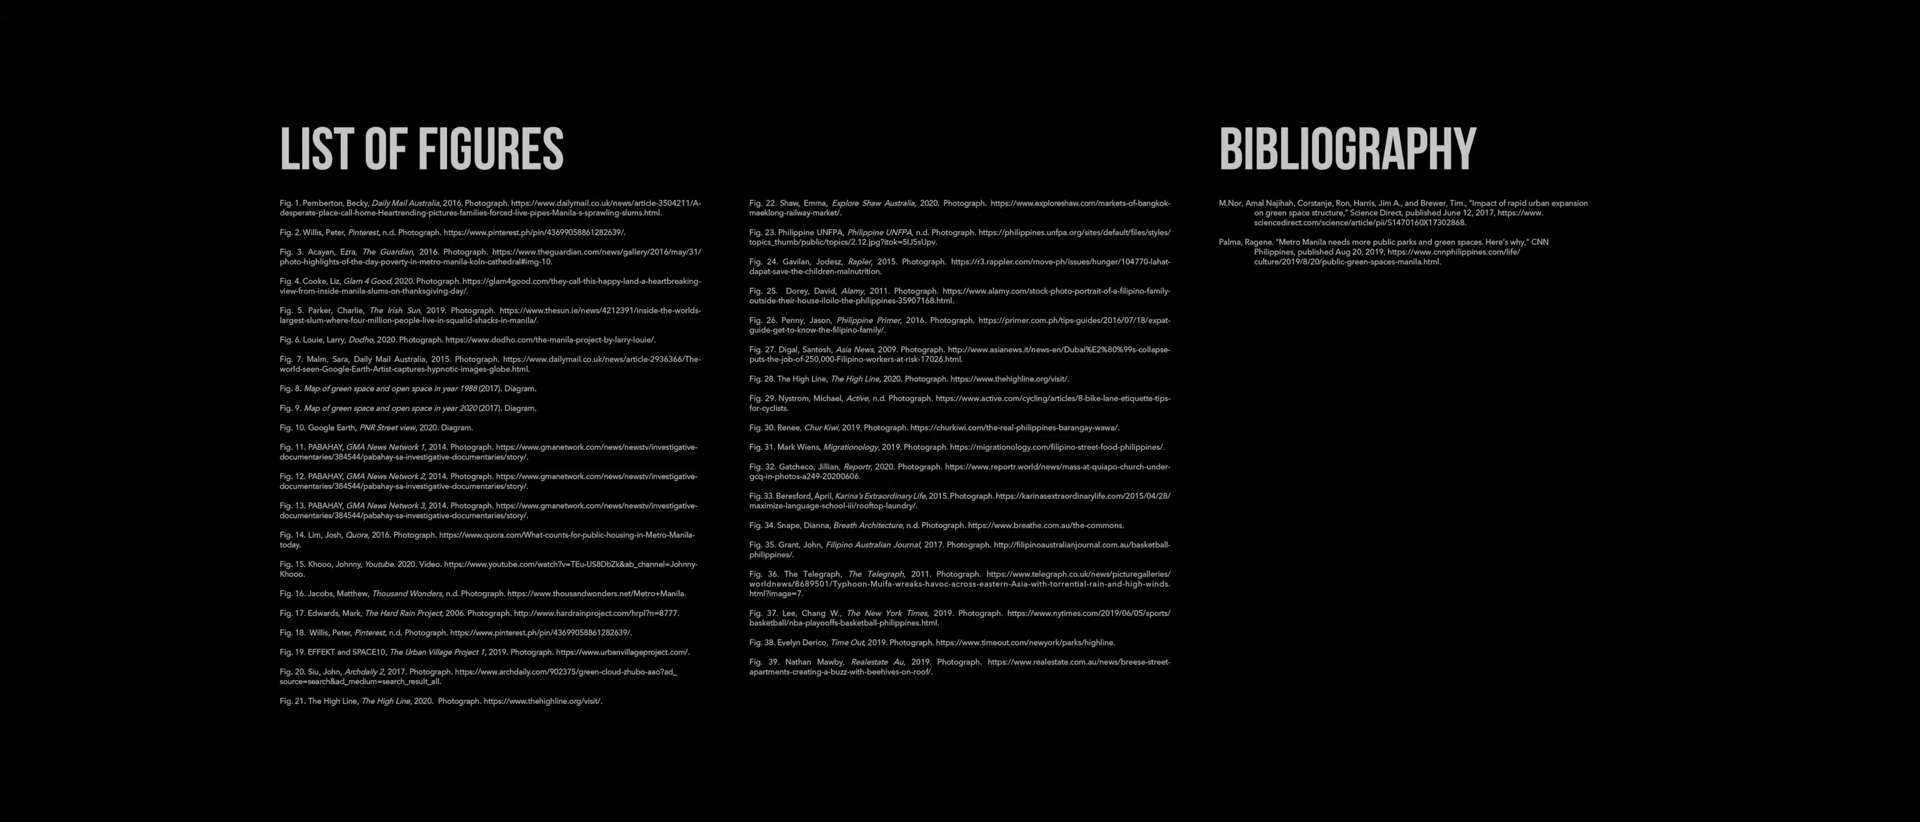 LIST OF FIGURES
Fig. 1. Pemberton, Becky, Daily Mail Australia, 2016. Photograph. https://www.dailymail.co.uk/news/article-3504211/A-
desperate-place-call-home-Heartrending-pictures-families-forced-live-pipes-Manila-s-sprawling-slums.html.
Fig. 2. Willis, Peter, Pinterest, n.d. Photograph. https://www.pinterest.ph/pin/43699058861282639/.
Fig. 3. Acayan, Ezra, The Guardian, 2016. Photograph. https://www.theguardian.com/news/gallery/2016/may/31/
photo-highlights-of-the-day-poverty-in-metro-manila-koln-cathedral#img-10.
Fig. 4. Cooke, Liz, Glam 4 Good, 2020. Photograph. https://glam4good.com/they-call-this-happy-land-a-heartbreaking-
view-from-inside-manila-slums-on-thanksgiving-day/.
Fig. 5. Parker, Charlie, The Irish Sun, 2019. Photograph. https://www.thesun.ie/news/4212391/inside-the-worlds-
largest-slum-where-four-million-people-live-in-squalid-shacks-in-manila/.
Fig. 6. Louie, Larry, Dodho, 2020. Photograph. https://www.dodho.com/the-manila-project-by-larry-louie/.
Fig. 7. Malm, Sara, Daily Mail Australia, 2015. Photograph. https://www.dailymail.co.uk/news/article-2936366/The-
world-seen-Google-Earth-Artist-captures-hypnotic-images-globe.html.
Fig. 8. Map of green space and open space in year 1988 (2017). Diagram.
Fig. 9. Map of green space and open space in year 2020 (2017). Diagram.
Fig. 10. Google Earth, PNR Street view, 2020. Diagram.
Fig. 11. PABAHAY, GMA News Network 1, 2014. Photograph. https://www.gmanetwork.com/news/newstv/investigative-
documentaries/384544/pabahay-sa-investigative-documentaries/story/.
Fig. 12. PABAHAY, GMA News Network 2, 2014. Photograph. https://www.gmanetwork.com/news/newstv/investigative-
documentaries/384544/pabahay-sa-investigative-documentaries/story/.
Fig. 13. PABAHAY, GMA News Network 3, 2014. Photograph. https://www.gmanetwork.com/news/newstv/investigative-
documentaries/384544/pabahay-sa-investigative-documentaries/story/.
Fig. 14. Lim, Josh, Quora, 2016. Photograph. https://www.quora.com/What-counts-for-public-housing-in-Metro-Manila-
today.
Fig. 15. Khooo, Johnny, Youtube. 2020. Video. https://www.youtube.com/watch?v=TEu-US8DbZk&ab_channel=Johnny-
Khooo.
Fig. 16. Jacobs, Matthew, Thousand Wonders, n.d. Photograph. https://www.thousandwonders.net/Metro+Manila.
Fig. 17. Edwards, Mark, The Hard Rain Project, 2006. Photograph. http://www.hardrainproject.com/hrpl?n=8777.
Fig. 18. Willis, Peter, Pinterest, n.d. Photograph. https://www.pinterest.ph/pin/43699058861282639/.
Fig. 19. EFFEKT and SPACE10, The Urban Village Project 1, 2019. Photograph. https://www.urbanvillageproject.com/.
Fig. 20. Siu, John, Archdaily 2, 2017. Photograph. https://www.archdaily.com/902375/green-cloud-zhubo-aao?ad_
source=search&ad_medium=search_result_all.
Fig. 21. The High Line, The High Line, 2020. Photograph. https://www.thehighline.org/visit/.
Fig. 22. Shaw, Emma, Explore Shaw Australia, 2020. Photograph. https://www.exploreshaw.com/markets-of-bangkok-
maeklong-railway-market/.
Fig. 23. Philippine UNFPA, Philippine UNFPA, n.d. Photograph. https://philippines.unfpa.org/sites/default/files/styles/
topics_thumb/public/topics/2.12.jpg?itok=5IJ5sUpv.
Fig. 24. Gavilan, Jodesz, Rapler, 2015. Photograph. https://r3.rappler.com/move-ph/issues/hunger/104770-lahat-
dapat-save-the-children-malnutrition.
Fig. 25. Dorey, David, Alamy, 2011. Photograph. https://www.alamy.com/stock-photo-portrait-of-a-filipino-family-
outside-their-house-iloilo-the-philippines-35907168.html.
Fig. 26. Penny, Jason, Philippine Primer, 2016. Photograph. https://primer.com.ph/tips-guides/2016/07/18/expat-
guide-get-to-know-the-filipino-family/.
Fig. 27. Digal, Santosh, Asia News, 2009. Photograph. http://www.asianews.it/news-en/Dubai%E2%80%99s-collapse-
puts-the-job-of-250,000-Filipino-workers-at-risk-17026.html.
Fig. 28. The High Line, The High Line, 2020. Photograph. https://www.thehighline.org/visit/.
Fig. 29. Nystrom, Michael, Active, n.d. Photograph. https://www.active.com/cycling/articles/8-bike-lane-etiquette-tips-
for-cyclists.
Fig. 30. Renee, Chur Kiwi, 2019. Photograph. https://churkiwi.com/the-real-philippines-barangay-wawa/.
Fig. 31. Mark Wiens, Migrationology, 2019. Photograph. https://migrationology.com/filipino-street-food-philippines/.
Fig. 32. Gatcheco, Jillian, Reportr, 2020. Photograph. https://www.reportr.world/news/mass-at-quiapo-church-under-
gcq-in-photos-a249-20200606.
Fig. 33. Beresford, April, Karina's Extraordinary Life, 2015. Photograph. https://karinasextraordinarylife.com/2015/04/28/
maximize-language-school-iii/rooftop-laundry/.
Fig. 34. Snape, Dianna, Breath Architecture, n.d. Photograph. https://www.breathe.com.au/the-commons.
Fig. 35. Grant, John, Filipino Australian Journal, 2017. Photograph. http://filipinoaustralianjournal.com.au/basketball-
philippines/.
Fig. 36. The Telegraph, The Telegraph, 2011. Photograph. https://www.telegraph.co.uk/news/picturegalleries/
worldnews/8689501/Typhoon-Muifa-wreaks-havoc-across-eastern-Asia-with-torrential-rain-and-high-winds.
html?image=7.
Fig. 37. Lee, Chang W., The New York Times, 2019. Photograph. https://www.nytimes.com/2019/06/05/sports/
basketball/nba-playoffs-basketball-philippines.html.
Fig. 38. Evelyn Derico, Time Out, 2019. Photograph. https://www.timeout.com/newyork/parks/highline.
Fig. 39. Nathan Mawby, Realestate Au, 2019. Photograph. https://www.realestate.com.au/news/breese-street-
apartments-creating-a-buzz-with-beehives-on-roof/.
BIBLIOGRAPHY
M.Nor, Amal Najihah, Corstanje, Ron, Harris, Jim A., and Brewer, Tim., “Impact of rapid urban expansion
on green space structure,” Science Direct, published June 12, 2017, https://www.
sciencedirect.com/science/article/pii/S1470160X17302868.
Palma, Ragene. “Metro Manila needs more public parks and green spaces. Here’s why,” CNN
Philippines, published Aug 20, 2019, https://www.cnnphilippines.com/life/
culture/2019/8/20/public-green-spaces-manila.html.